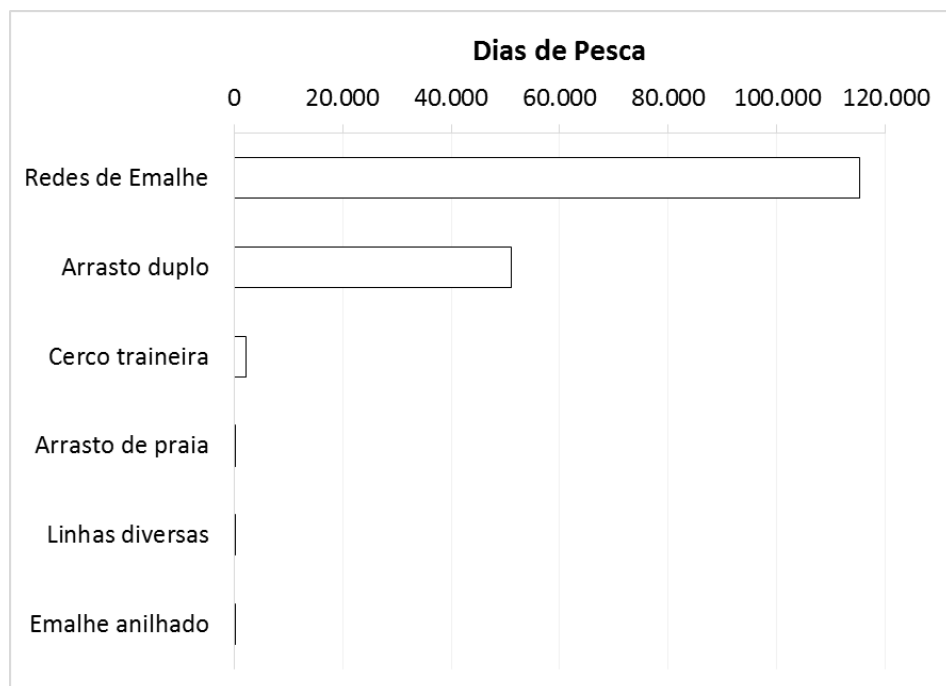 Dias de Pesca
0 20.000 40.000 60.000 80.000 100.000 120.000
Redes de Emalhe
Arrasto duplo
Cerco traineira
Arrasto de praia
Linhas diversas
Emalhe anilhado